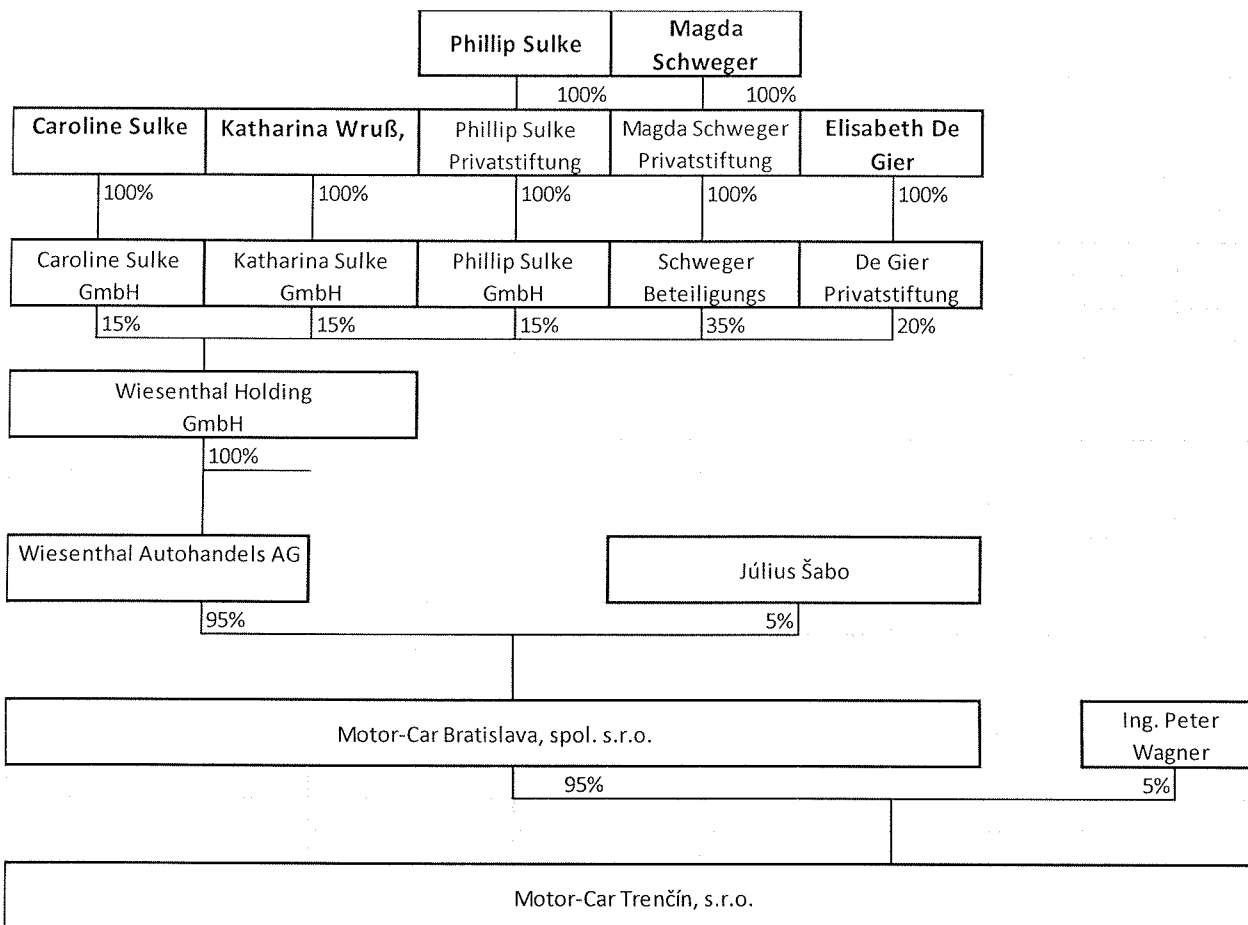 Phillip Sulke
Magda
Schweger
100%
100%
Caroline Sulke
Katharina Wruß,
Phillip Sulke
Privatstiftung
Magda Schweger
Privatstiftung
Elisabeth De
Gier
100%
100%
100%
100%
100%
Caroline Sulke
GmbH
Katharina Sulke
GmbH
Phillip Sulke
GmbH
Schweger
Beteiligungs
De Gier
Privatstiftung
15%
15%
15%
35%
20%
Wiesenthal Holding
GmbH
100%
Wiesenthal Autohandels AG
Július Šabo
95%
5%
Motor-Car Bratislava, spol. s.r.o.
Ing. Peter
Wagner
95%
5%
Motor-Car Trenčín, s.r.o.